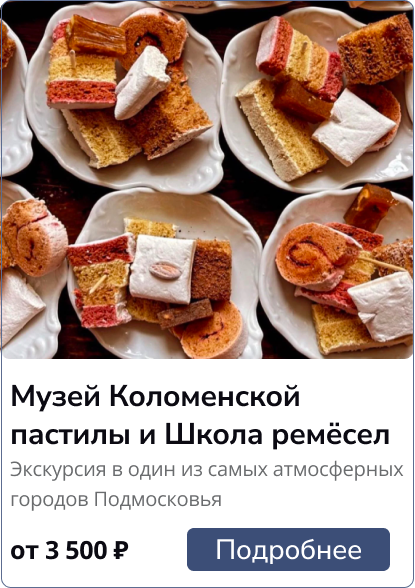 Музей Коломенской
пастилы и Школа ремёсел
Экскурсия в один из самых атмосферных
городов Подмосковья
от 3 500 ₽
Подробнее